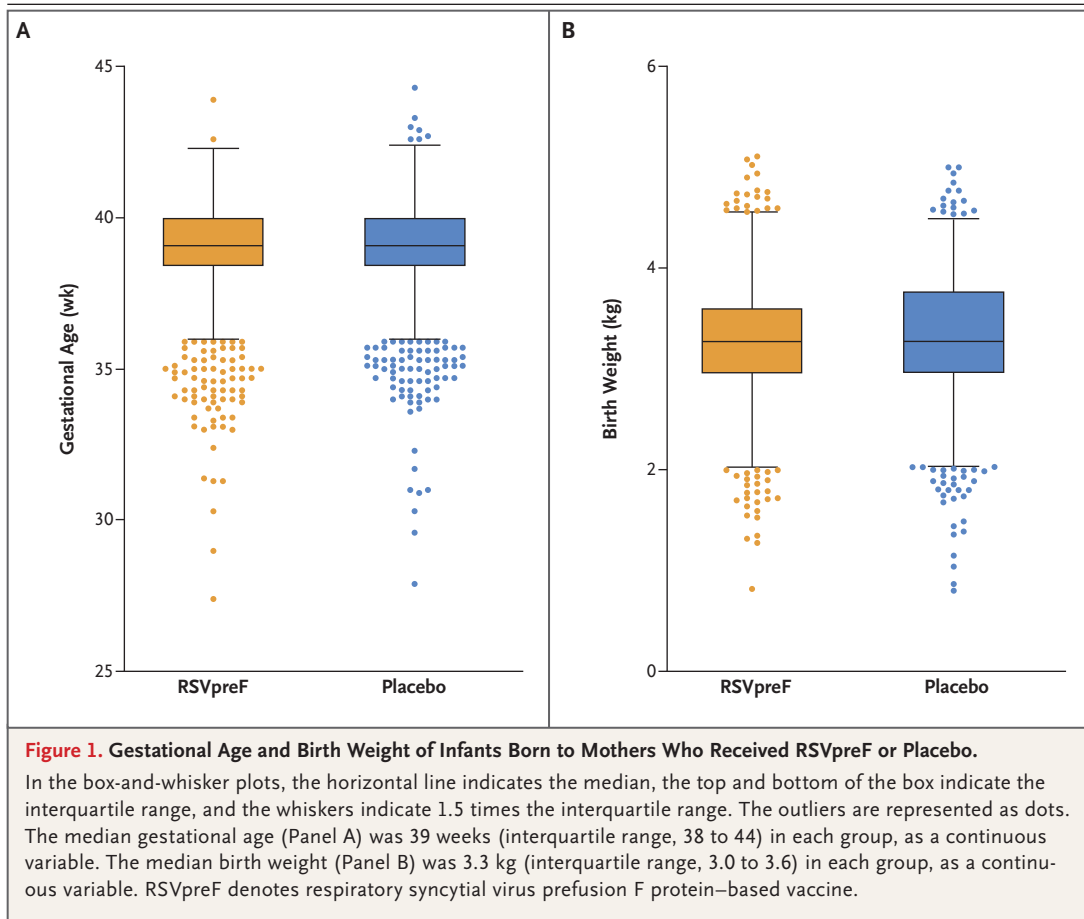 A
B
45
40
35
30
25
Gestational Age (wk)
RSVpreF
Placebo
6
4
2
0
Birth Weight (kg)
RSVpreF
Placebo
Figure 1. Gestational Age and Birth Weight of Infants Born to Mothers Who Received RSVpreF or Placebo.
In the box-and-whisker plots, the horizontal line indicates the median, the top and bottom of the box indicate the
interquartile range, and the whiskers indicate 1.5 times the interquartile range. The outliers are represented as dots.
The median gestational age (Panel A) was 39 weeks (interquartile range, 38 to 44) in each group, as a continuous
variable. The median birth weight (Panel B) was 3.3 kg (interquartile range, 3.0 to 3.6) in each group, as a continu-
ous variable. RSVpreF denotes respiratory syncytial virus prefusion F protein–based vaccine.